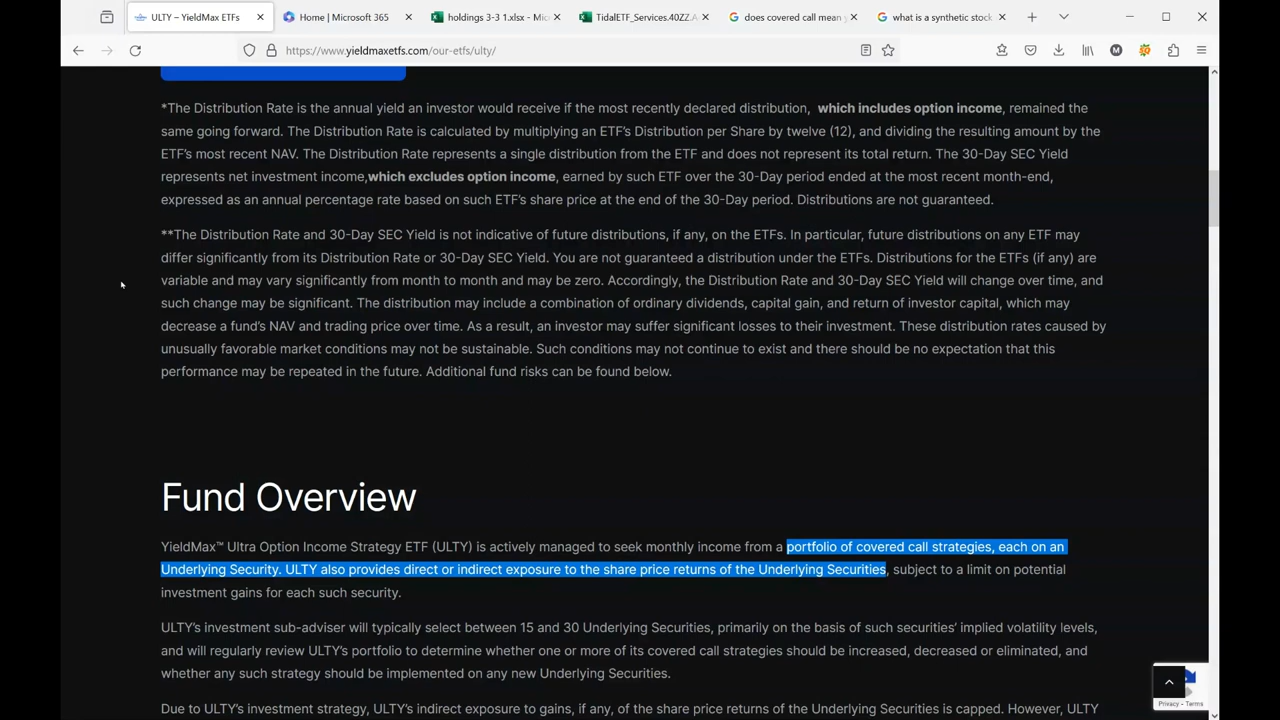 ULTY – YieldMax ETFs
Home | Microsoft 365
holdings 3-3 1.xlsx - Mic
TidalETF_Services.40ZZ.A
does covered call mean
what is a synthetic stock
https://www.yieldmaxetfs.com/our-etfs/ulty/
*The Distribution Rate is the annual yield an investor would receive if the most recently declared distribution, which includes option income, remained the
same going forward. The Distribution Rate is calculated by multiplying an ETF's Distribution per Share by twelve (12), and dividing the resulting amount by the
ETF's most recent NAV. The Distribution Rate represents a single distribution from the ETF and does not represent its total return. The 30-Day SEC Yield
represents net investment income,which excludes option income, earned by such ETF over the 30-Day period ended at the most recent month-end,
expressed as an annual percentage rate based on such ETF's share price at the end of the 30-Day period. Distributions are not guaranteed.
**The Distribution Rate and 30-Day SEC Yield is not indicative of future distributions, if any, on the ETFs. In particular, future distributions on any ETF may
differ significantly from its Distribution Rate or 30-Day SEC Yield. You are not guaranteed a distribution under the ETFs. Distributions for the ETFs (if any) are
variable and may vary significantly from month to month and may be zero. Accordingly, the Distribution Rate and 30-Day SEC Yield will change over time, and
such change may be significant. The distribution may include a combination of ordinary dividends, capital gain, and return of investor capital, which may
decrease a fund's NAV and trading price over time. As a result, an investor may suffer significant losses to their investment. These distribution rates caused by
unusually favorable market conditions may not be sustainable. Such conditions may not continue to exist and there should be no expectation that this
performance may be repeated in the future. Additional fund risks can be found below.
Fund Overview
YieldMax™ Ultra Option Income Strategy ETF (ULTY) is actively managed to seek monthly income from a portfolio of covered call strategies, each on an
Underlying Security. ULTY also provides direct or indirect exposure to the share price returns of the Underlying Securities, subject to a limit on potential
investment gains for each such security.
ULTY's investment sub-adviser will typically select between 15 and 30 Underlying Securities, primarily on the basis of such securities' implied volatility levels,
and will regularly review ULTY's portfolio to determine whether one or more of its covered call strategies should be increased, decreased or eliminated, and
whether any such strategy should be implemented on any new Underlying Securities.
Due to ULTY's investment strategy, ULTY's indirect exposure to gains, if any, of the share price returns of the Underlying Securities is capped. However, ULTY
Privacy - Terms